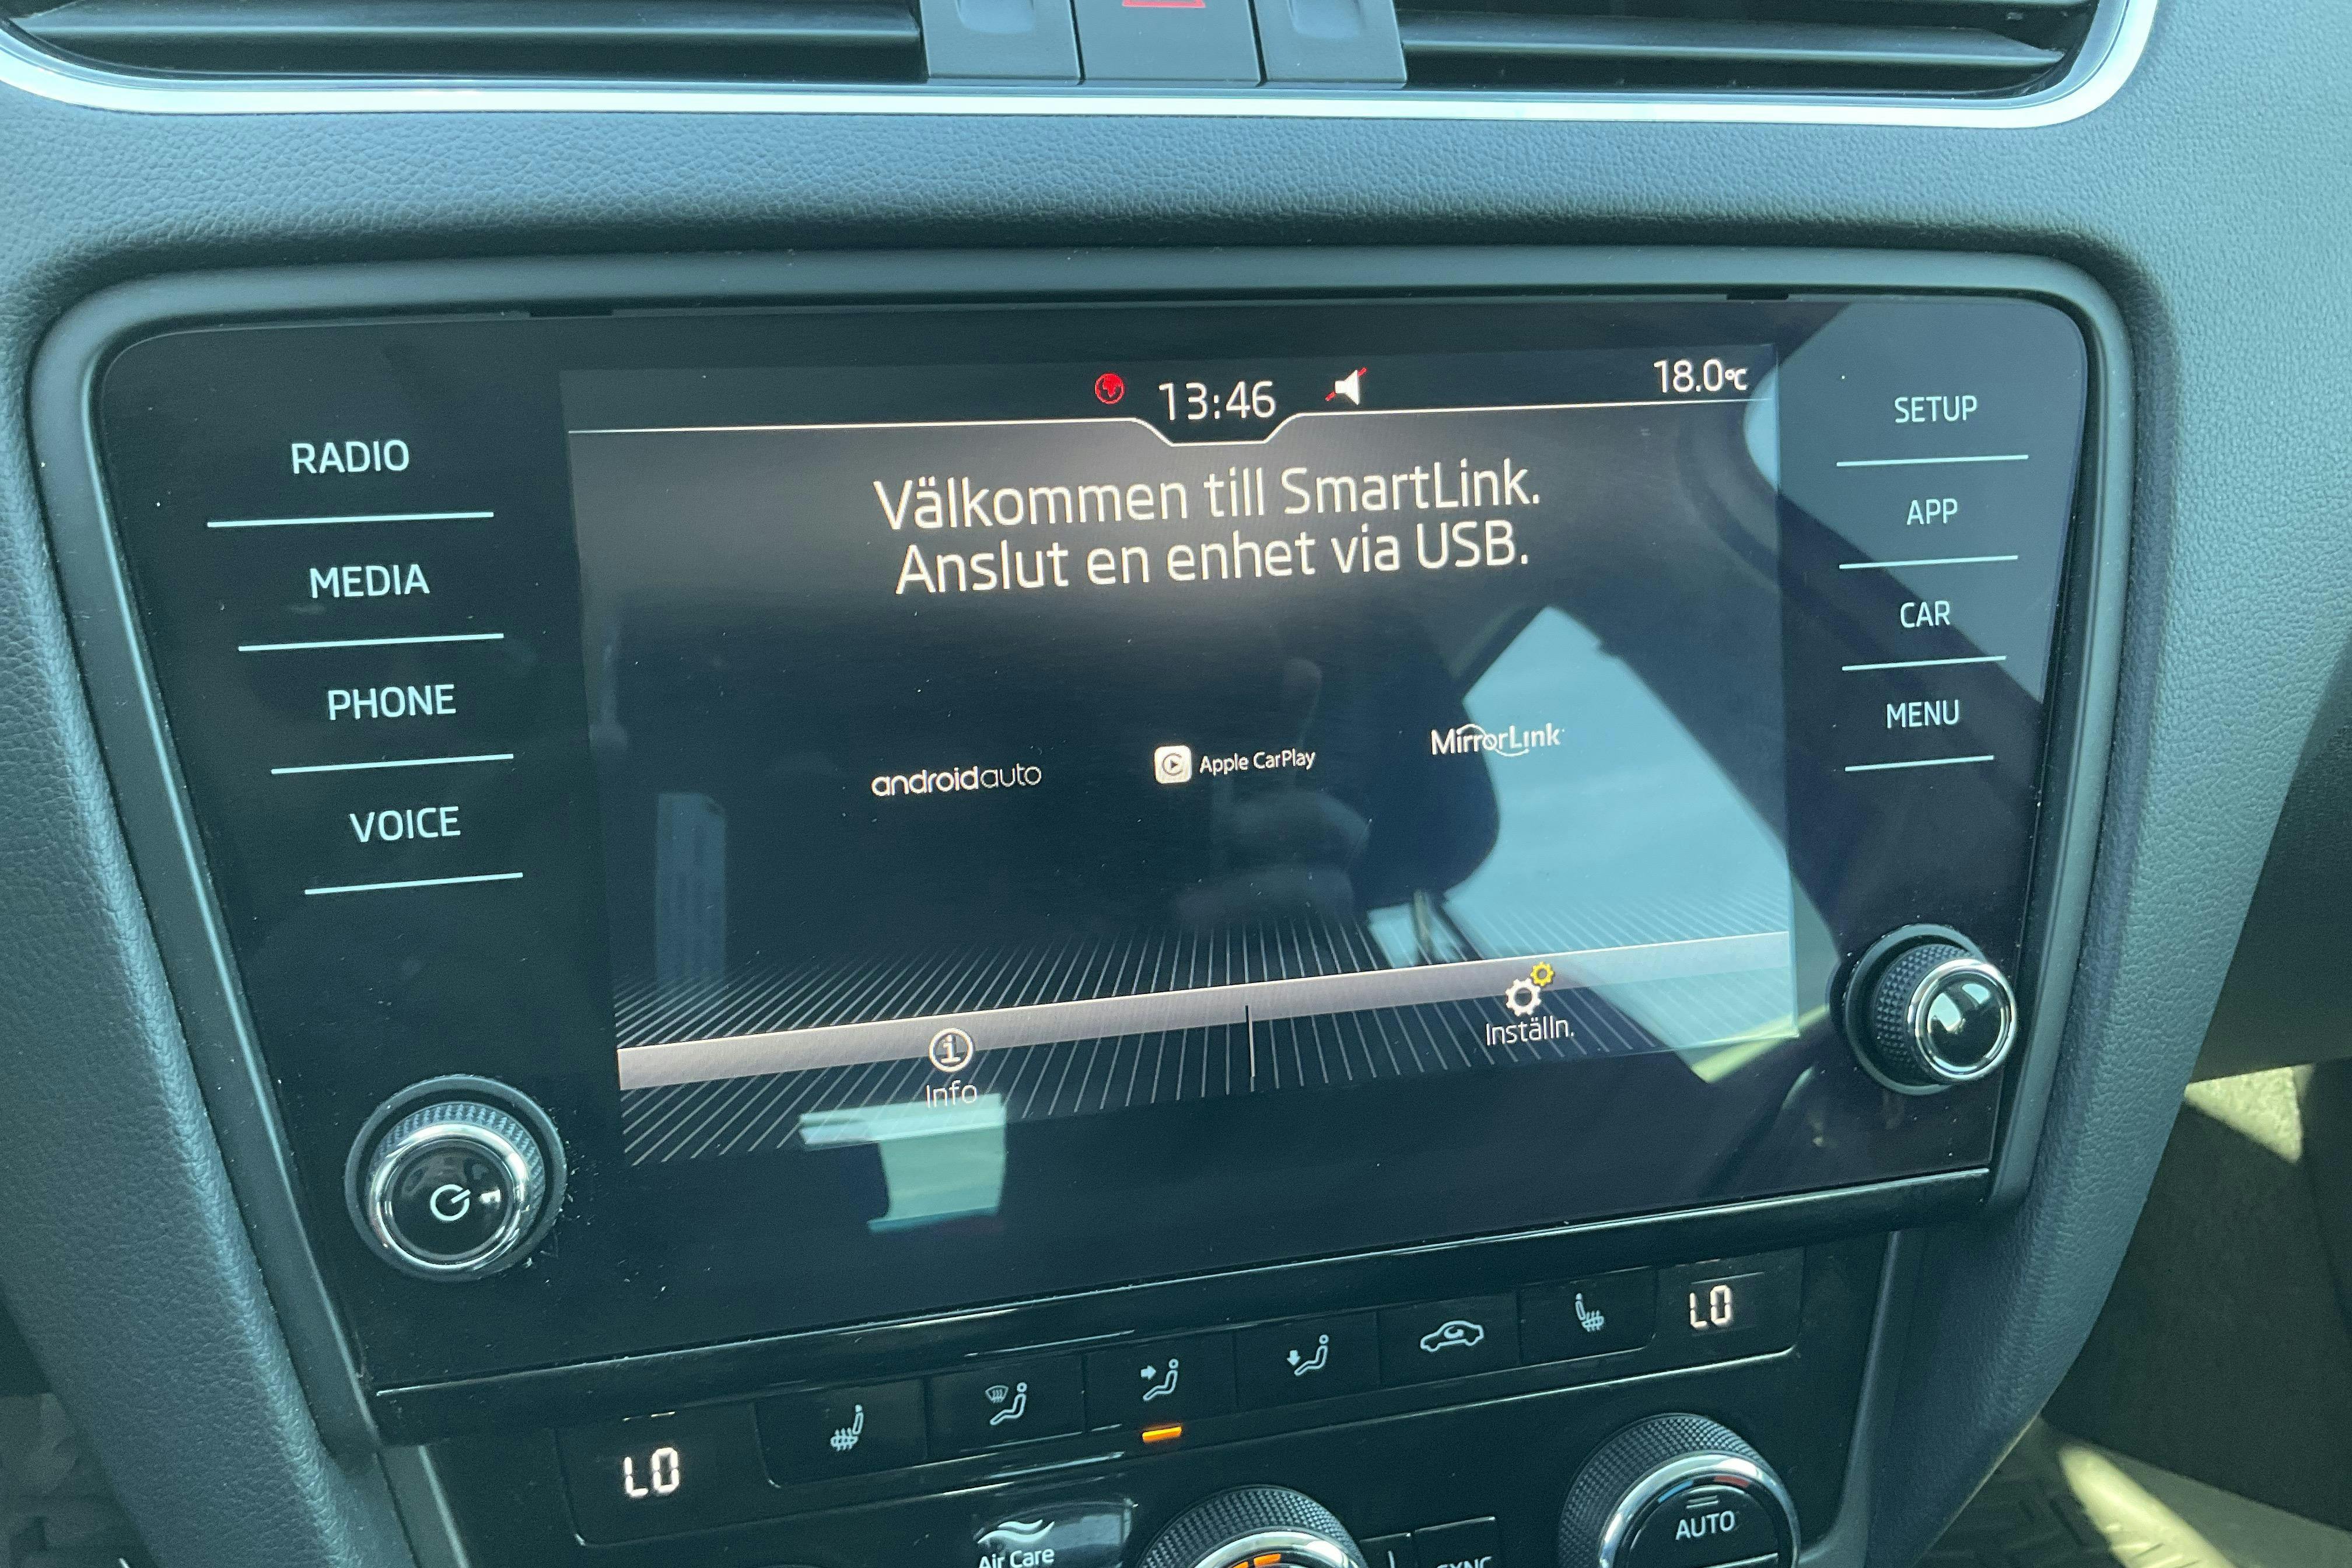 13:46
18.0°C
RADIO
MEDIA
PHONE
VOICE
Välkommen till SmartLink.
Anslut en enhet via USB.
androidauto
Apple CarPlay
MirrorLink
Info
Inställn.
SETUP
APP
CAR
MENU
LO
LO
Air Care
SYNC
AUTO